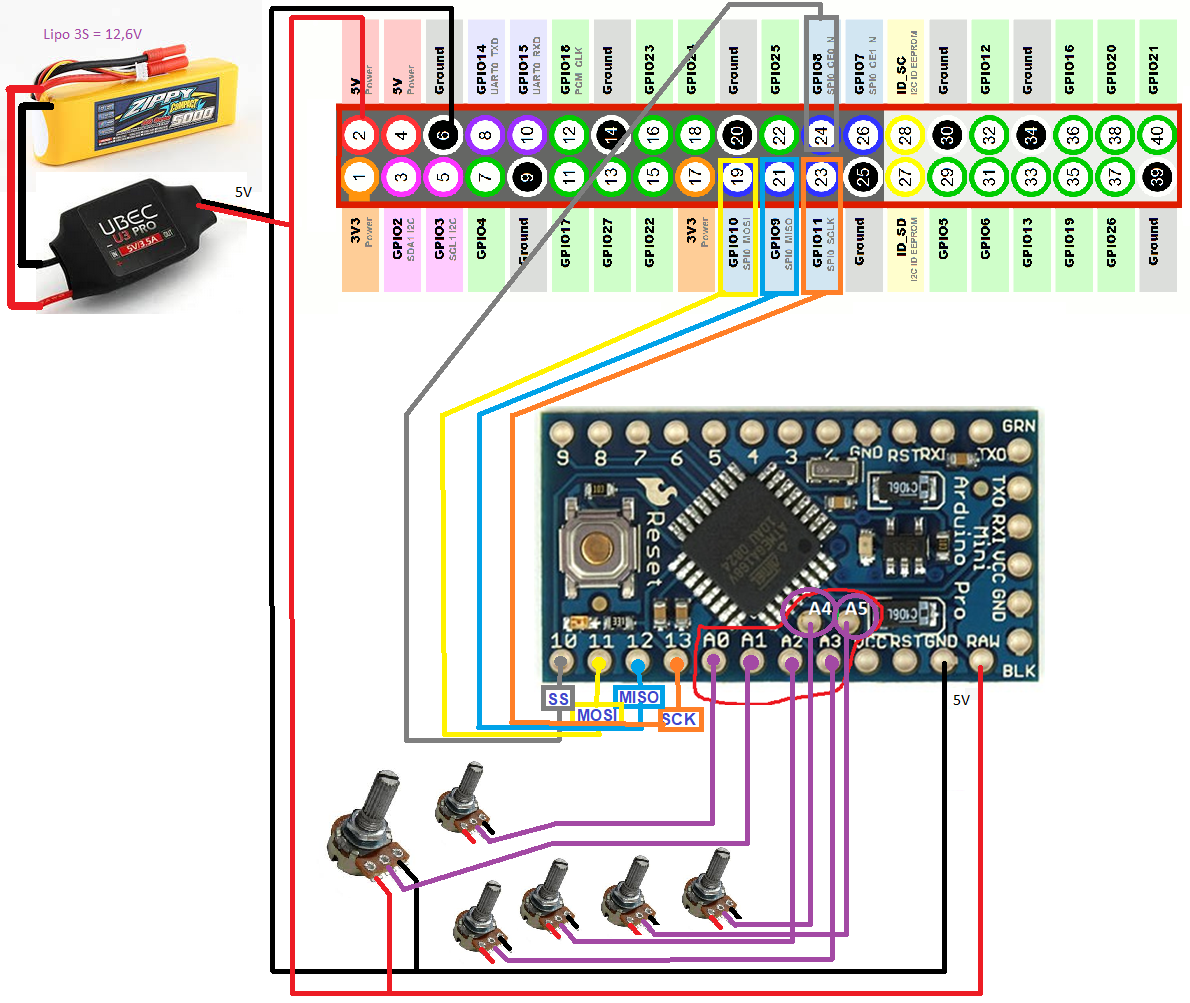 Lipo 3S = 12,6V
ZIPPY
COMPACT
5000
UBEC
U3 PRO
5V/3.5A
IN
OUT
5V
5V Power
5V Power
Ground
GPIO14 UART0 TXD
GPIO15 UART0 RXD
GPIO18 PCM CLK
Ground
GPIO23
GPIO24
Ground
GPIO25
GPIO8 SPI0 CE0 N
GPIO7 SPI0 CE1 N
ID_SC I2C ID EEPROM
Ground
GPIO12
Ground
GPIO16
GPIO20
GPIO21
2 4 6 8 10 12 14 16 18 20 22 24 26 28 30 32 34 36 38 40
1 3 5 7 9 11 13 15 17 19 21 23 25 27 29 31 33 35 37 39
3V3 Power
GPIO2 SDA1 I2C
GPIO3 SCL1 I2C
GPIO4
Ground
GPIO17
GPIO27
GPIO22
3V3 Power
GPIO10 SPI0 MOSI
GPIO9 SPI0 MISO
GPIO11 SPI0 SCLK
Ground
ID_SD I2C ID EEPROM
GPIO5
GPIO6
GPIO13
GPIO19
GPIO26
Ground
9 8 7 6 5 4 3 2 GND RST RXI TXO
GRN
TXO RXI VCC GND
BLK
Arduino Pro
Mini
Reset
ATMEGA168V
C106L
C106L
A4 A5
10 11 12 13 A0 A1 A2 A3 VCC RST GND RAW
SS
MOSI
MISO
SCK
5V